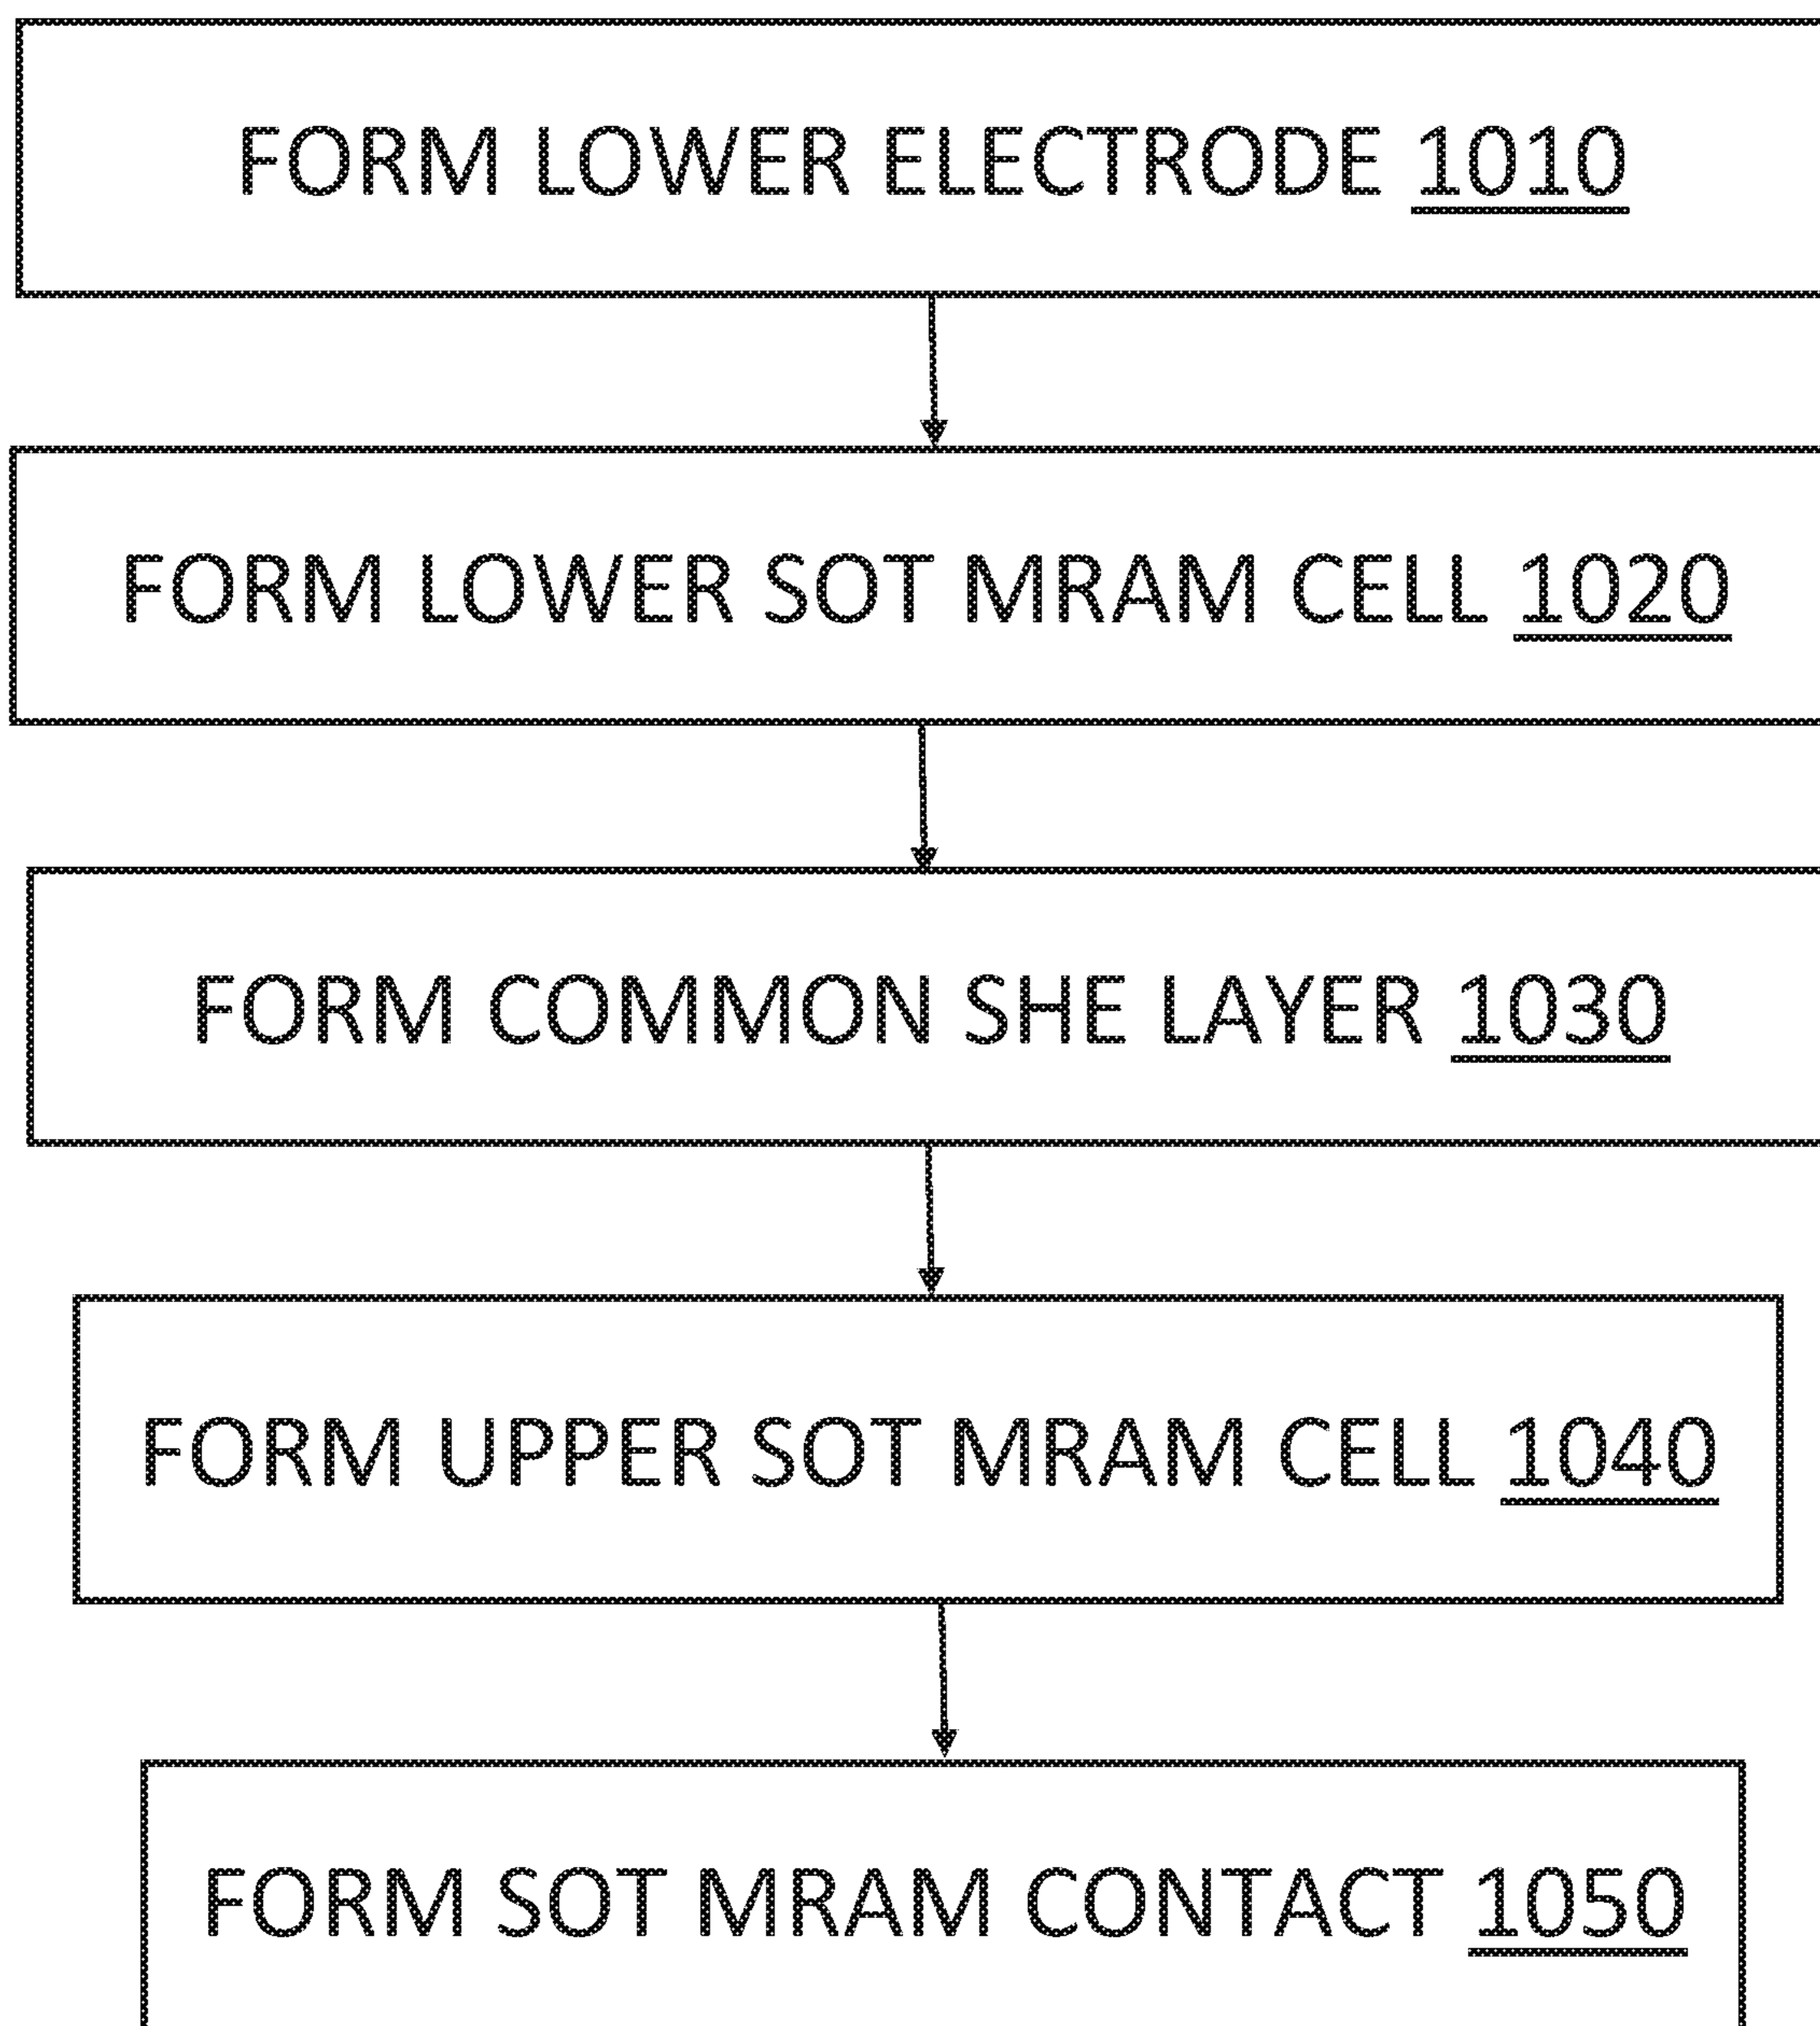 FORM LOWER ELECTRODE 1010
FORM LOWER SOT MRAM CELL 1020
FORM COMMON SHE LAYER 1030
FORM UPPER SOT MRAM CELL 1040
FORM SOT MRAM CONTACT 1050